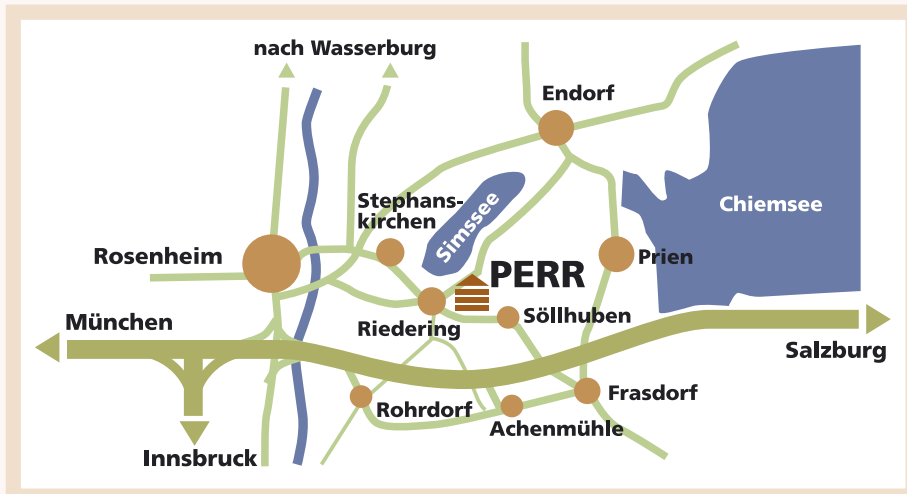 nach Wasserburg
Endorf
Stephans-
kirchen
Simssee
Chiemsee
Rosenheim
PERR
Prien
München
Riedering
Söllhuben
Salzburg
Rohrdorf
Frasdorf
Achenmühle
Innsbruck